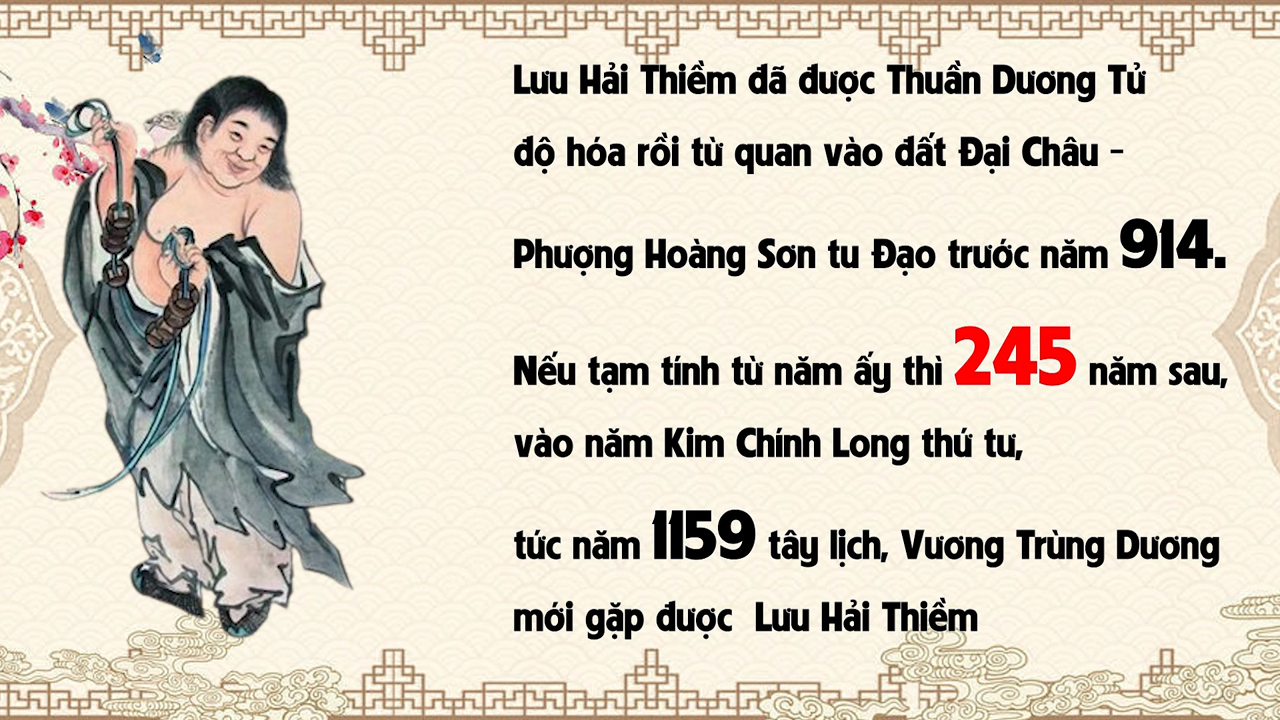 Lưu Hải Thiềm đã được Thuần Dương Tử
độ hóa rồi từ quan vào đất Đại Châu -
Phượng Hoàng Sơn tu Đạo trước năm 914.
Nếu tạm tính từ năm ấy thì 245 năm sau,
vào năm Kim Chính Long thứ tư,
tức năm 1159 tây lịch, Vương Trùng Dương
mới gặp được Lưu Hải Thiềm